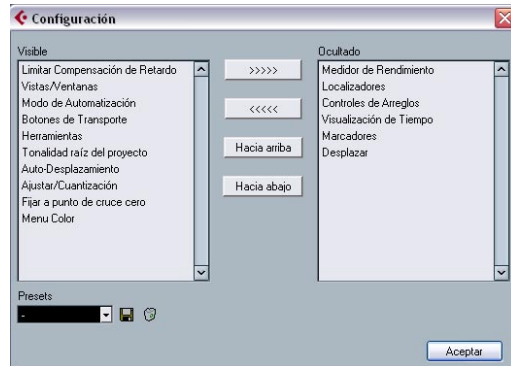 Configuración
Visible
Limitar Compensación de Retardo
Vistas/Ventanas
Modo de Automatización
Botones de Transporte
Herramientas
Tonalidad raíz del proyecto
Auto-Desplazamiento
Ajustar/Cuantización
Fijar a punto de cruce cero
Menu Color
>>>>>
<<<<<
Hacia arriba
Hacia abajo
Ocultado
Medidor de Rendimiento
Localizadores
Controles de Arreglos
Visualización de Tiempo
Marcadores
Desplazar
Presets
-
Aceptar